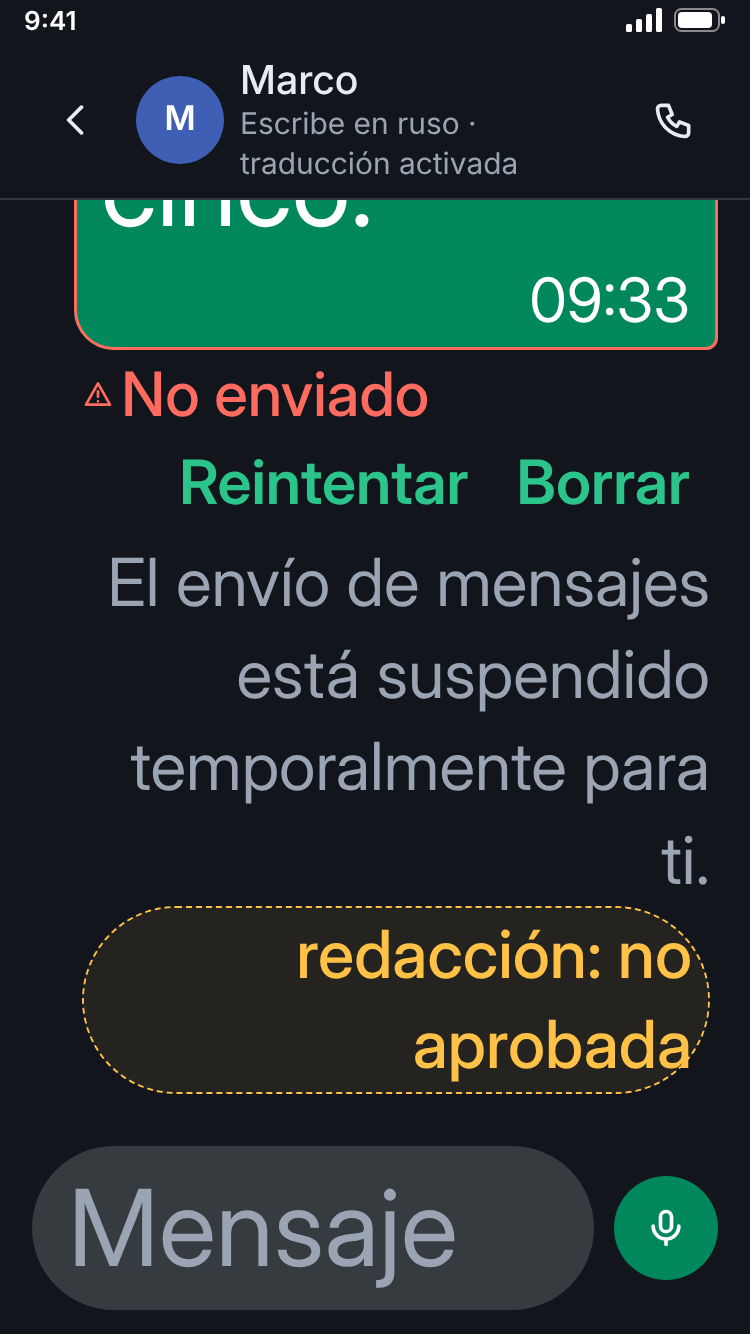 9:41
Marco
M
Escribe en ruso ·
traducción activada
cinco.
09:33
No enviado
Reintentar Borrar
El envío de mensajes
está suspendido
temporalmente para
ti.
redacción: no
aprobada
Mensaje